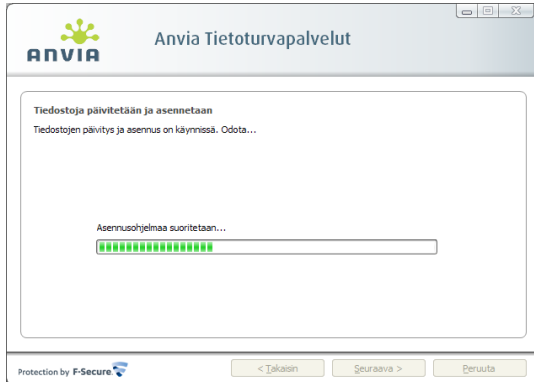 ANVIA
Anvia Tietoturvapalvelut
Tiedostoja päivitetään ja asennetaan
Tiedostojen päivitys ja asennus on käynnissä. Odota...
Asennusohjelmaa suoritetaan...
Protection by F-Secure
< Takaisin
Seuraava >
Peruuta